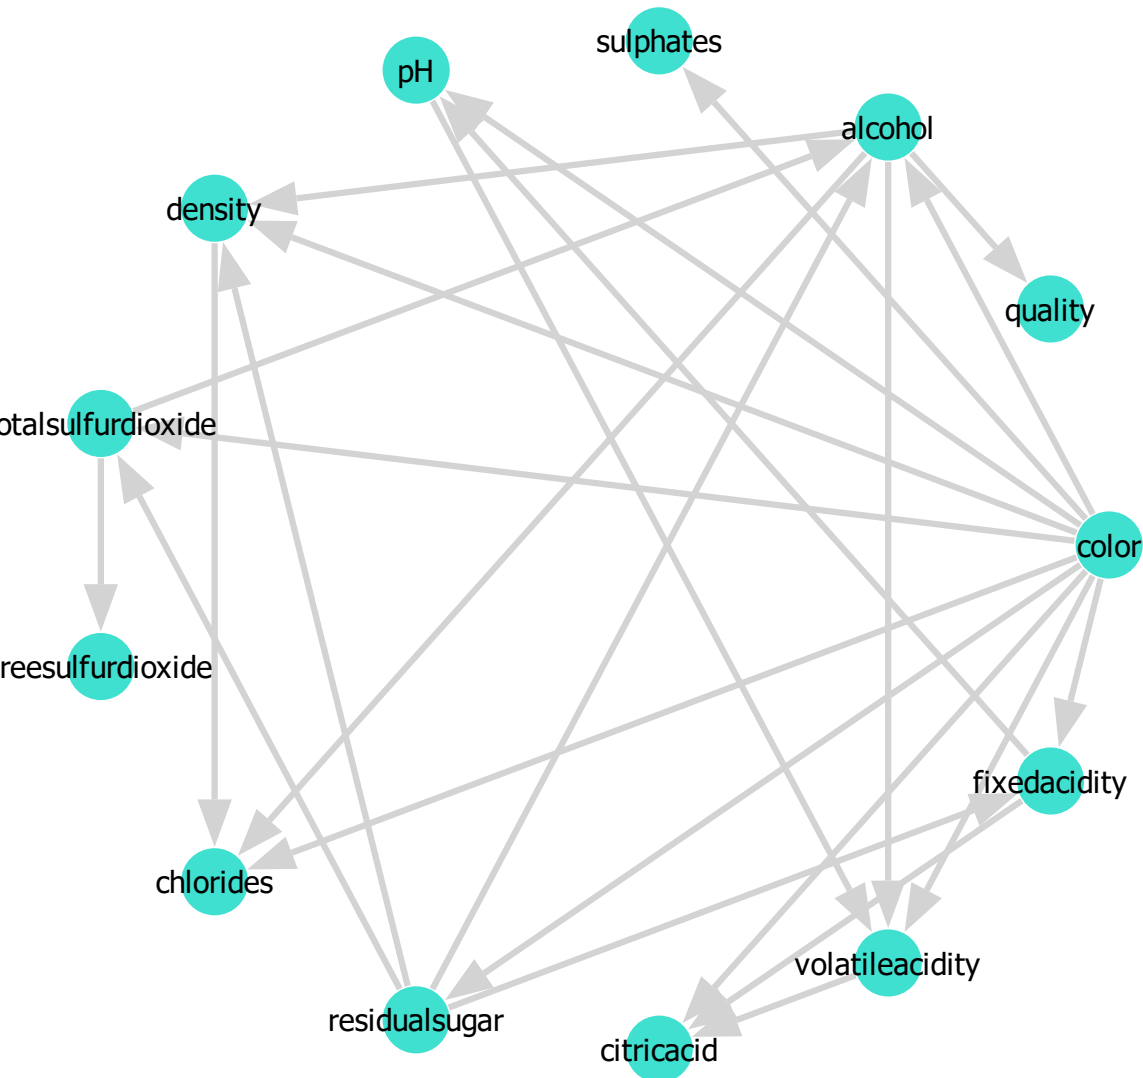 sulphates
pH
alcohol
density
quality
otalsulfurdioxide
color
reesulfurdioxide
fixedacidity
chlorides
volatileacidity
residualsugar
citricacid